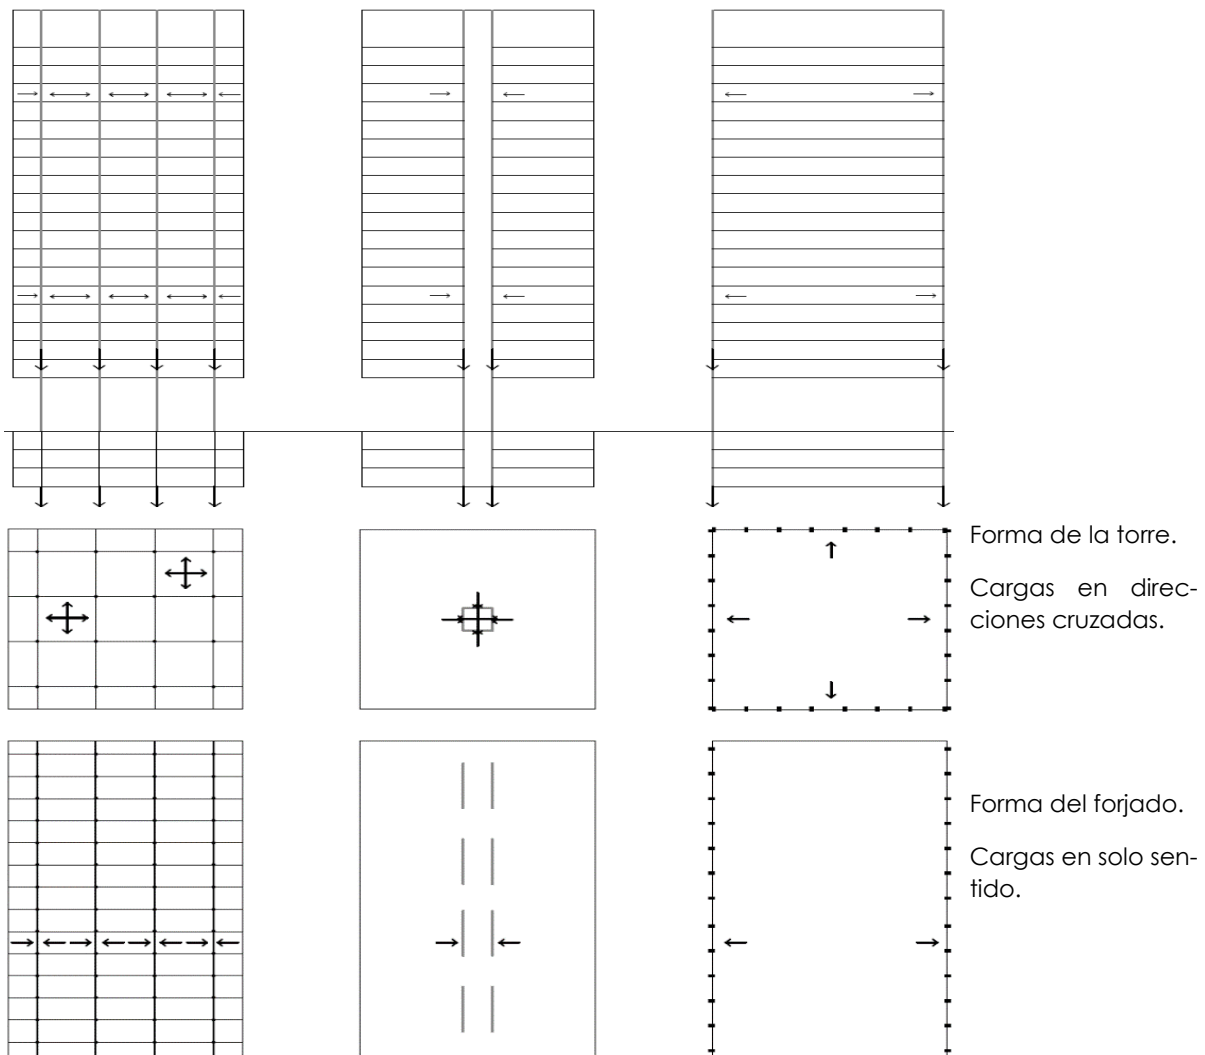 Forma de la torre.
Cargas en direc-
ciones cruzadas.
Forma del forjado.
Cargas en solo sen-
tido.